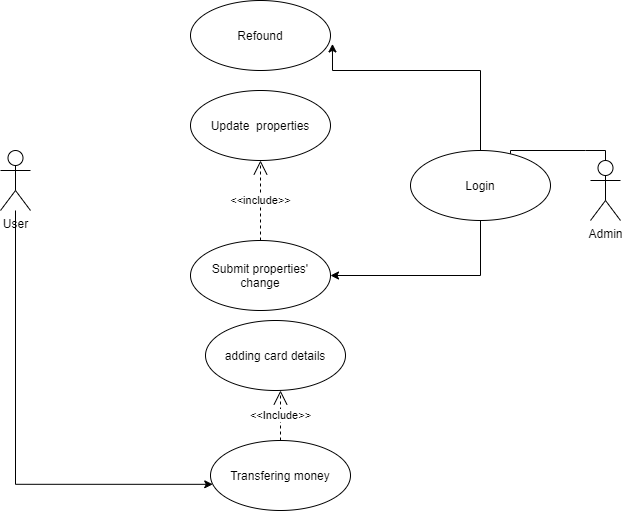 Refound
Update  properties
Login
<<include>>
User
Admin
Submit properties'
change
adding card details
<<Include>>
Transfering money